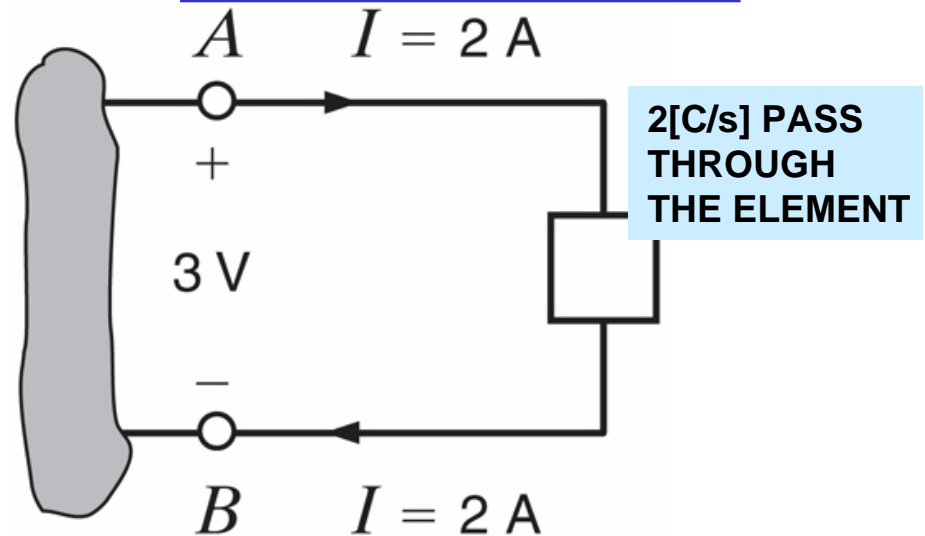 A I = 2 A
2[C/s] PASS
THROUGH
THE ELEMENT
+
3 V
−
B I = 2 A